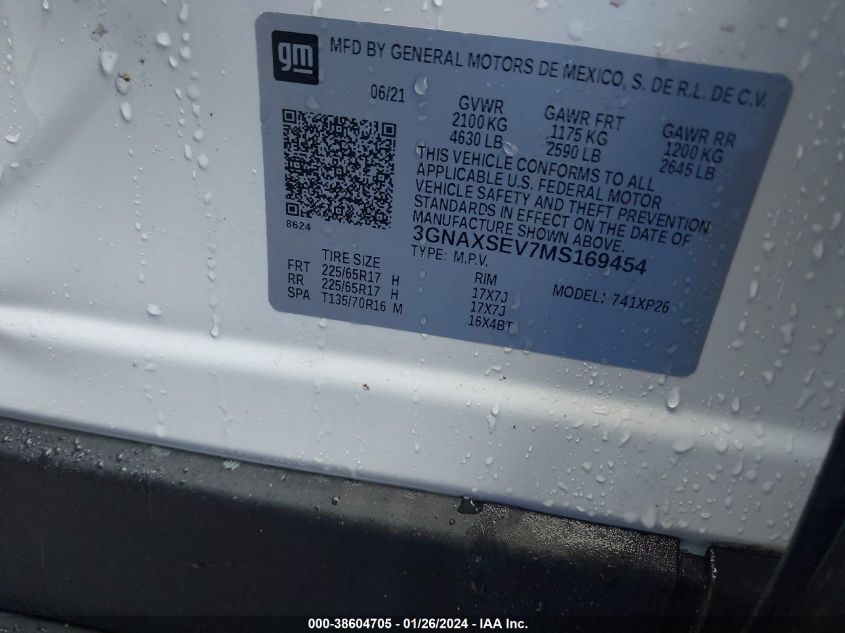 gm
MFD BY GENERAL MOTORS DE MEXICO, S. DE R.L. DE C.V.
06/21
GVWR
2100 KG
4630 LB
GAWR FRT
1175 KG
2590 LB
GAWR RR
1200 KG
2645 LB
THIS VEHICLE CONFORMS TO ALL
APPLICABLE U.S. FEDERAL MOTOR
VEHICLE SAFETY AND THEFT PREVENTION
STANDARDS IN EFFECT ON THE DATE OF
MANUFACTURE SHOWN ABOVE.
8624
3GNAXSEV7MS169454
TYPE: M.P.V.
MODEL: 741XP26
TIRE SIZE RIM
FRT 225/65R17 H 17X7J
RR 225/65R17 H 17X7J
SPA T135/70R16 M 16X4BT
000-38604705 - 01/26/2024 - IAA Inc.